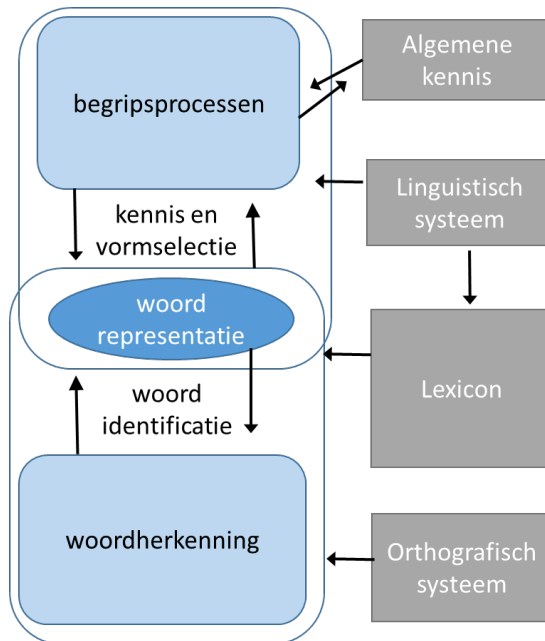 begripsprocessen
Algemene
kennis
kennis en
vormselectie
Linguistisch
systeem
woord
representatie
woord
identificatie
Lexicon
woordherkenning
Orthografisch
systeem